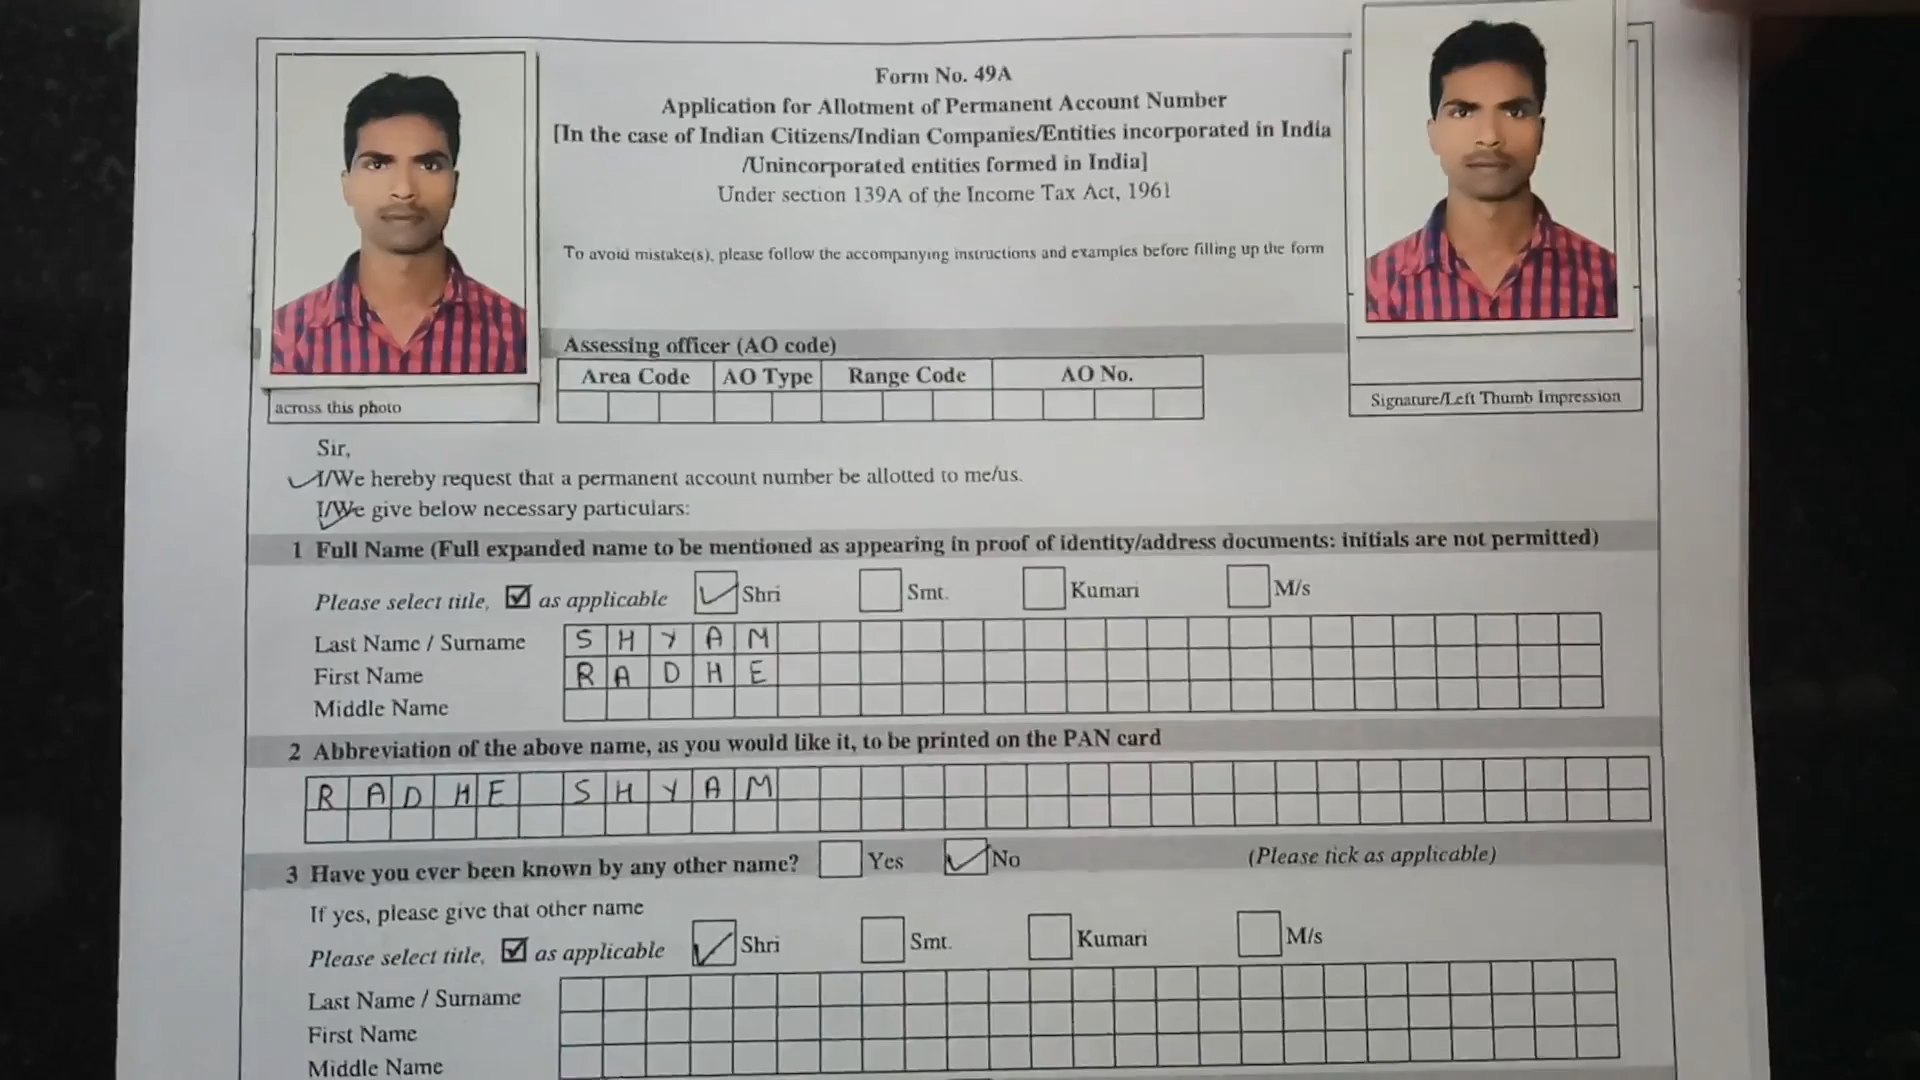 Form No. 49A
Application for Allotment of Permanent Account Number
[In the case of Indian Citizens/Indian Companies/Entities incorporated in India
/Unincorporated entities formed in India]
Under section 139A of the Income Tax Act, 1961
To avoid mistake(s), please follow the accompanying instructions and examples before filling up the form
Assessing officer (AO code)
Area Code AO Type Range Code AO No.
across this photo
Signature/Left Thumb Impression
Sir,
I/We hereby request that a permanent account number be allotted to me/us.
I/We give below necessary particulars:
1 Full Name (Full expanded name to be mentioned as appearing in proof of identity/address documents: initials are not permitted)
Please select title, ☑ as applicable ☑ Shri ☐ Smt. ☐ Kumari ☐ M/s
Last Name / Surname SHYAM
First Name RADHE
Middle Name
2 Abbreviation of the above name, as you would like it, to be printed on the PAN card
RADHE SHYAM
3 Have you ever been known by any other name? ☐ Yes ☑ No (Please tick as applicable)
If yes, please give that other name
Please select title, ☑ as applicable ☑ Shri ☐ Smt. ☐ Kumari ☐ M/s
Last Name / Surname
First Name
Middle Name